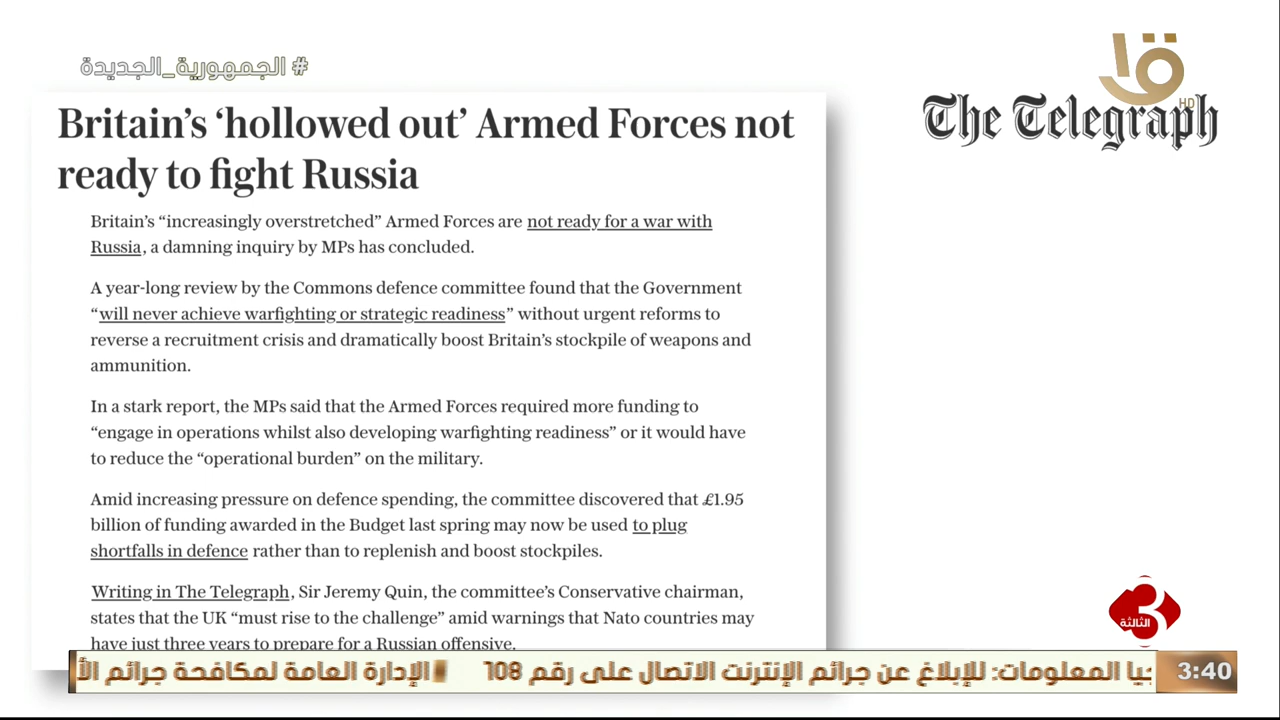 # الجمهورية_الجديدة
HD
The Telegraph
Britain's ‘hollowed out’ Armed Forces not
ready to fight Russia
Britain's “increasingly overstretched” Armed Forces are not ready for a war with
Russia, a damning inquiry by MPs has concluded.
A year-long review by the Commons defence committee found that the Government
“will never achieve warfighting or strategic readiness” without urgent reforms to
reverse a recruitment crisis and dramatically boost Britain's stockpile of weapons and
ammunition.
In a stark report, the MPs said that the Armed Forces required more funding to
“engage in operations whilst also developing warfighting readiness” or it would have
to reduce the “operational burden” on the military.
Amid increasing pressure on defence spending, the committee discovered that £1.95
billion of funding awarded in the Budget last spring may now be used to plug
shortfalls in defence rather than to replenish and boost stockpiles.
Writing in The Telegraph, Sir Jeremy Quin, the committee's Conservative chairman,
states that the UK “must rise to the challenge” amid warnings that Nato countries may
have just three years to prepare for a Russian offensive.
3
الثالثة
المعلومات: للإبلاغ عن جرائم الإنترنت الاتصال على رقم 108 الإدارة العامة لمكافحة جرائم
3:40